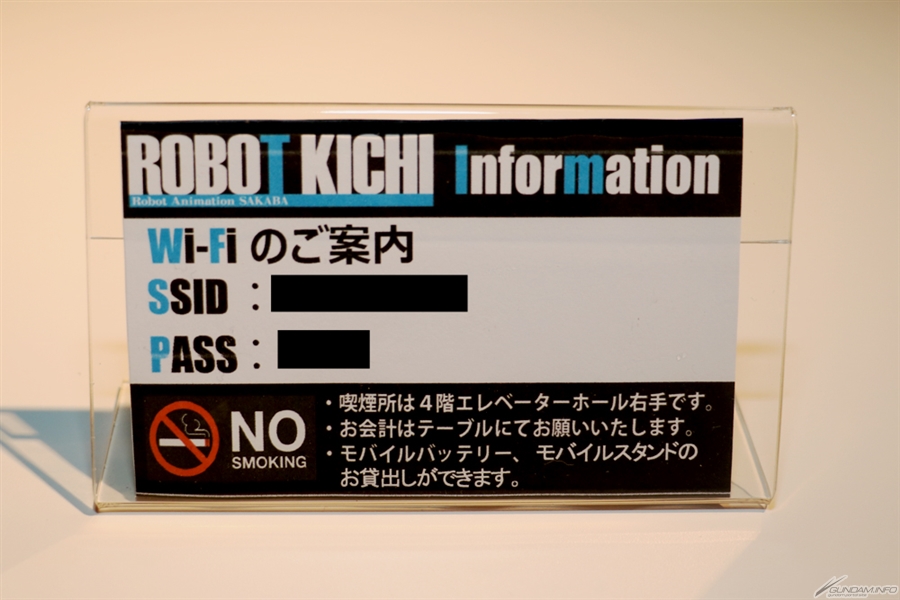 ROBOT KICHI Information
Robot Animation SAKABA
Wi-Fi のご案内
SSID :
PASS :
NO
SMOKING
・喫煙所は4階エレベーターホール右手です。
・お会計はテーブルにてお願いいたします。
・モバイルバッテリー、モバイルスタンドの
お貸出しができます。
GUNDAM.INFO